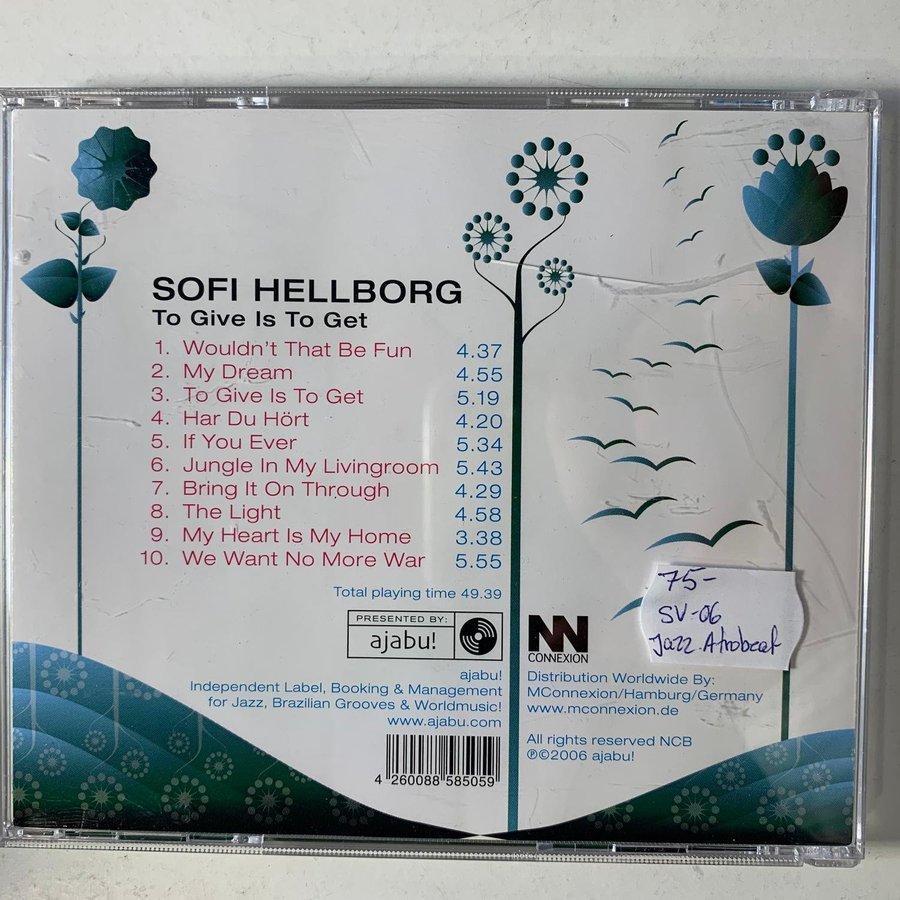 SOFI HELLBORG
To Give Is To Get
1. Wouldn't That Be Fun 4.37
2. My Dream 4.55
3. To Give Is To Get 5.19
4. Har Du Hört 4.20
5. If You Ever 5.34
6. Jungle In My Livingroom 5.43
7. Bring It On Through 4.29
8. The Light 4.58
9. My Heart Is My Home 3.38
10. We Want No More War 5.55
Total playing time 49.39
PRESENTED BY:
ajabu!
ajabu!
Independent Label, Booking & Management
for Jazz, Brazilian Grooves & Worldmusic!
www.ajabu.com
4 260088 585059
NN
CONNEXION
Distribution Worldwide By:
MConnexion/Hamburg/Germany
www.mconnexion.de
All rights reserved NCB
℗©2006 ajabu!
75-
SV-06
Jazz. Afrobeat